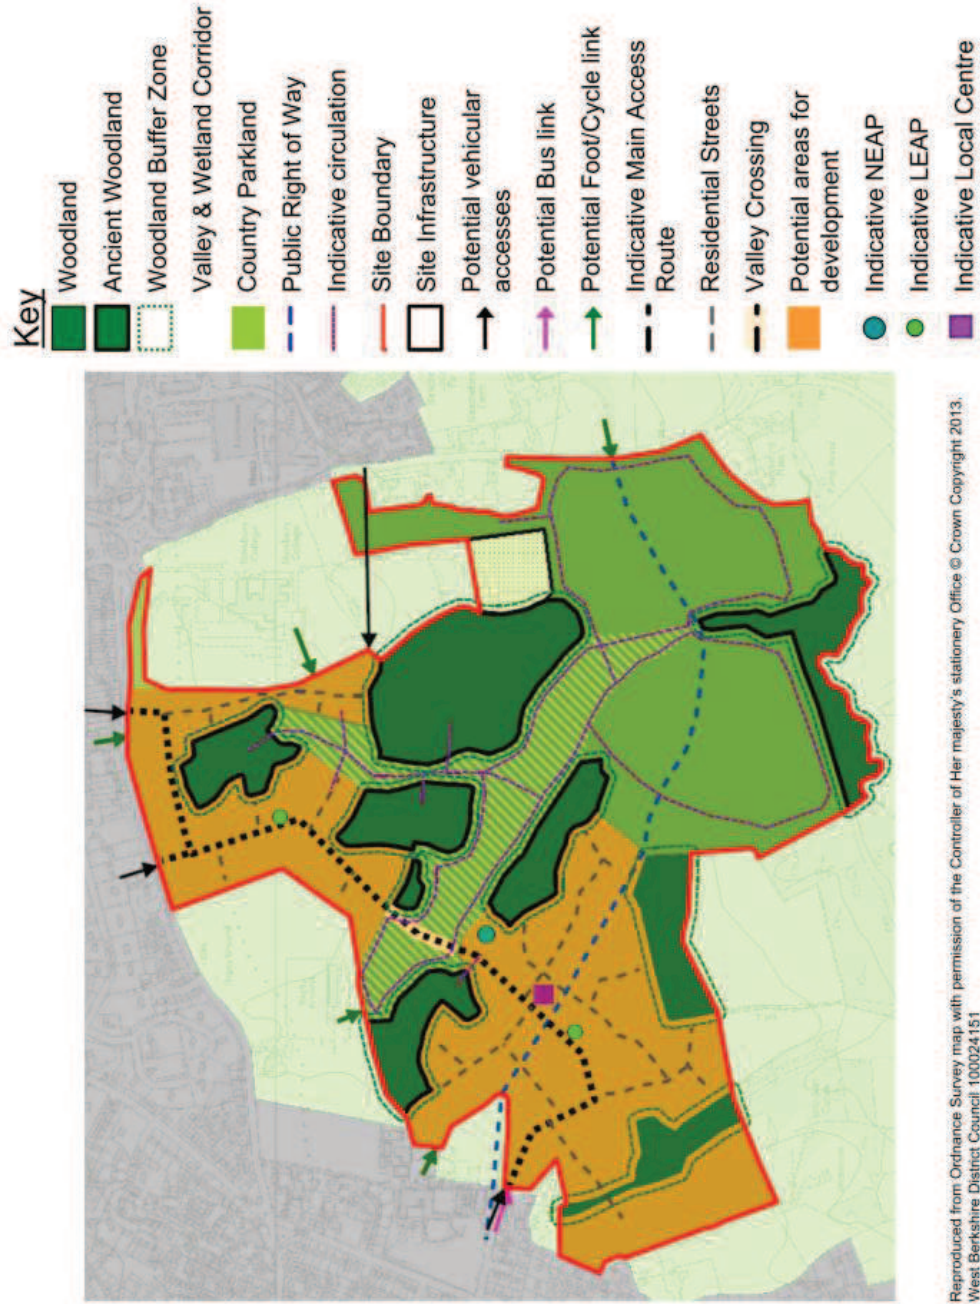 Key
Woodland
Ancient Woodland
Woodland Buffer Zone
Valley & Wetland Corridor
Country Parkland
Public Right of Way
Indicative circulation
Site Boundary
Site Infrastructure
Potential vehicular
accesses
Potential Bus link
Potential Foot/Cycle link
Indicative Main Access
Route
Residential Streets
Valley Crossing
Potential areas for
development
Indicative NEAP
Indicative LEAP
Indicative Local Centre
Reproduced from Ordnance Survey map with permission of the Controller of Her majesty's stationery Office © Crown Copyright 2013.
West Berkshire District Council 100024151